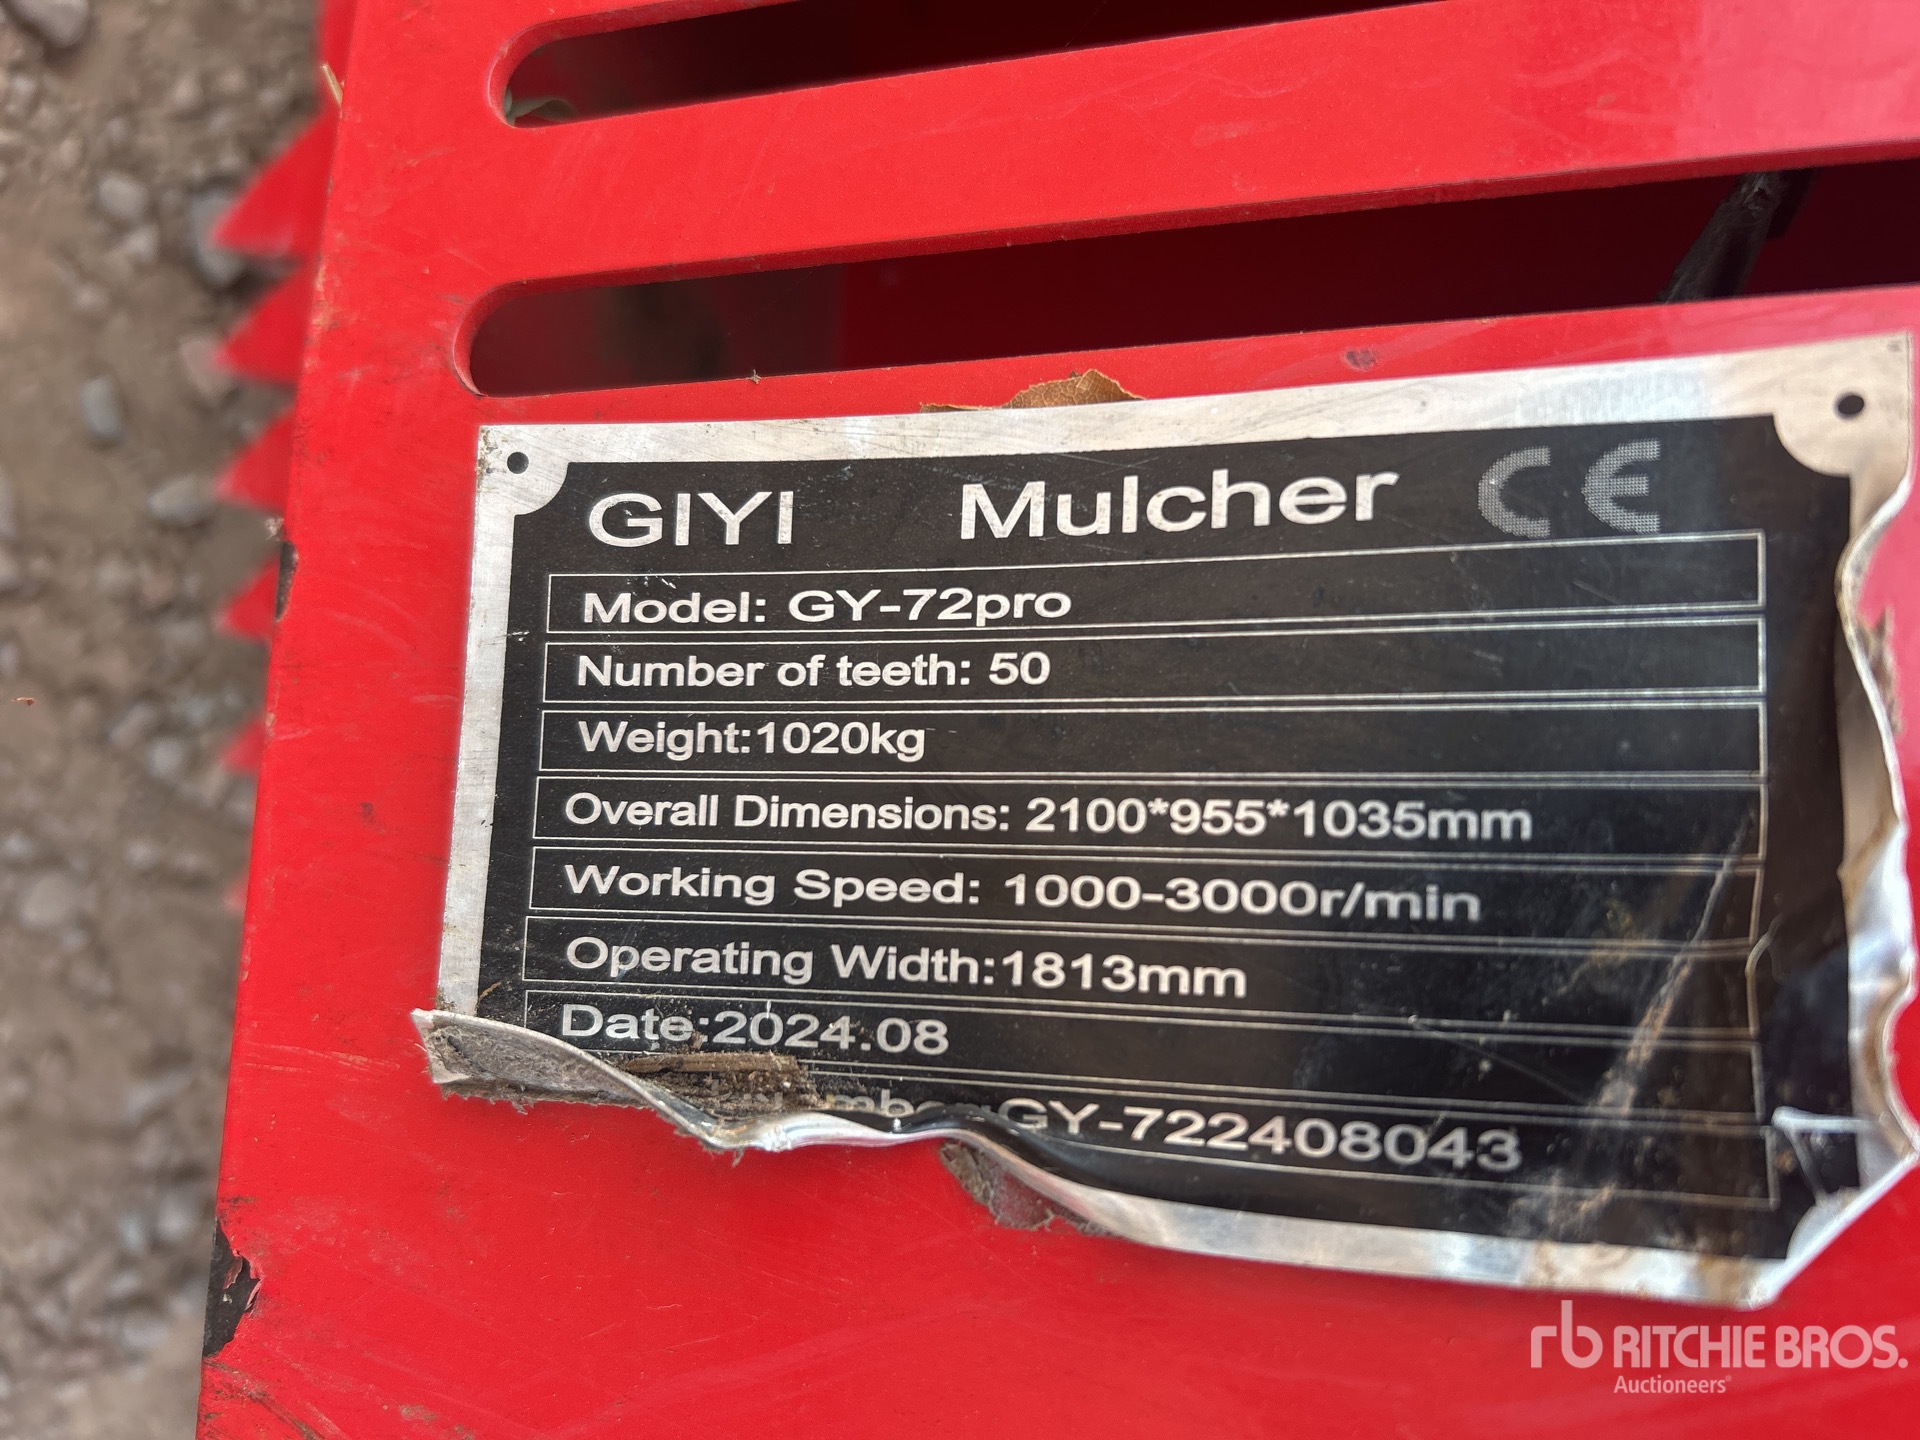 GIYI Mulcher CE
Model: GY-72pro
Number of teeth: 50
Weight:1020kg
Overall Dimensions: 2100*955*1035mm
Working Speed: 1000-3000r/min
Operating Width:1813mm
Date:2024.08
GY-722408043
rb RITCHIE BROS.
Auctioneers